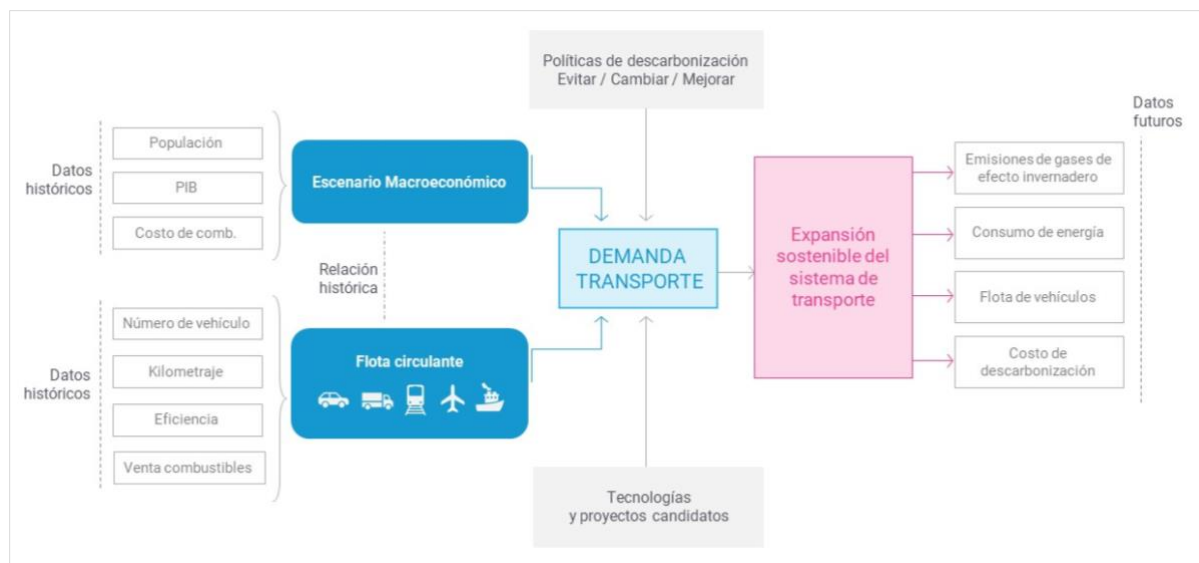 Datos
históricos
Populación
PIB
Costo de comb.
Escenario Macroeconómico
Relación
histórica
Datos
históricos
Número de vehículo
Kilometraje
Eficiencia
Venta combustibles
Flota circulante
Políticas de descarbonización
Evitar / Cambiar / Mejorar
DEMANDA
TRANSPORTE
Tecnologías
y proyectos candidatos
Expansión
sostenible del
sistema de
transporte
Datos
futuros
Emisiones de gases de
efecto invernadero
Consumo de energía
Flota de vehículos
Costo de
descarbonización